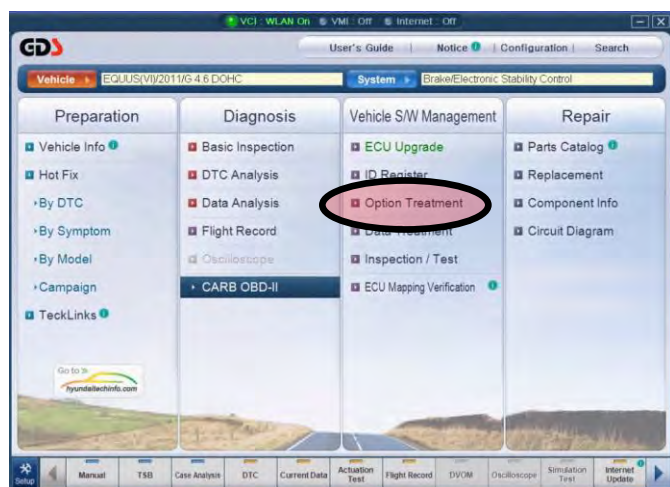 VCI : WLAN On VMI : Off Internet : Off
GDS
User's Guide Notice Configuration Search
Vehicle EQUUS(VI)/2011/G 4.6 DOHC System Brake/Electronic Stability Control
Preparation Diagnosis Vehicle S/W Management Repair
Vehicle Info Basic Inspection ECU Upgrade Parts Catalog
Hot Fix DTC Analysis ID Register Replacement
By DTC Data Analysis Option Treatment Component Info
By Symptom Flight Record Data Treatment Circuit Diagram
By Model Oscilloscope Inspection / Test
Campaign CARB OBD-II ECU Mapping Verification
TeckLinks
Go to
hyundaitechinfo.com
Setup Manual TSB Case Analysis DTC Current Data Actuation Test Flight Record DVOM Oscilloscope Simulation Test Internet Update